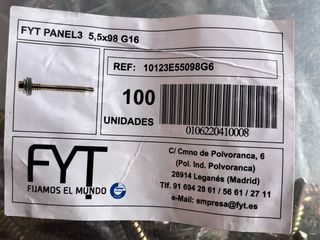 FYT PANEL3 5,5x98 G16
REF: 10123E55098G6
100
UNIDADES
0106220410008
FYT
FIJAMOS EL MUNDO
C/ Cmno de Polvoranca, 6
(Pol. Ind. Polvoranca)
28914 Leganés (Madrid)
Tlf: 91 694 28 61 / 56 61 / 27 11
e-Mail: empresa@fyt.es